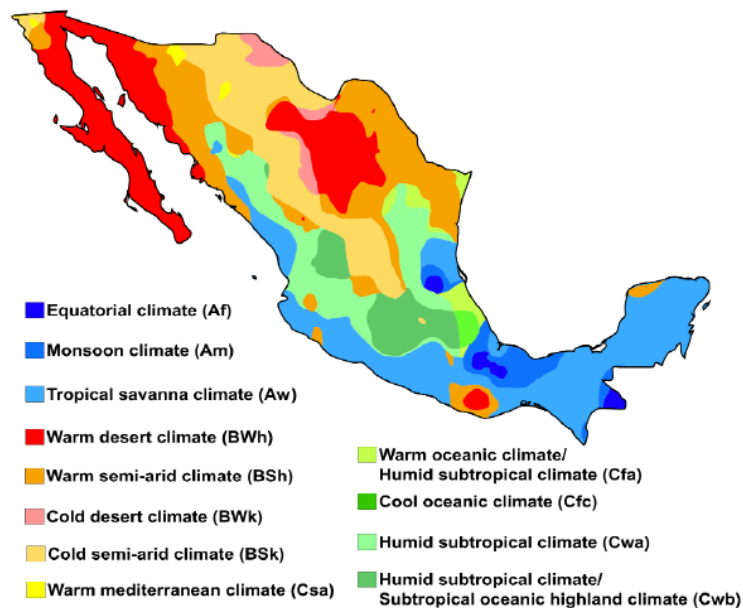 Equatorial climate (Af)
Monsoon climate (Am)
Tropical savanna climate (Aw)
Warm desert climate (BWh)
Warm semi-arid climate (BSh)
Cold desert climate (BWk)
Cold semi-arid climate (BSk)
Warm mediterranean climate (Csa)
Warm oceanic climate/
Humid subtropical climate (Cfa)
Cool oceanic climate (Cfc)
Humid subtropical climate (Cwa)
Humid subtropical climate/
Subtropical oceanic highland climate (Cwb)